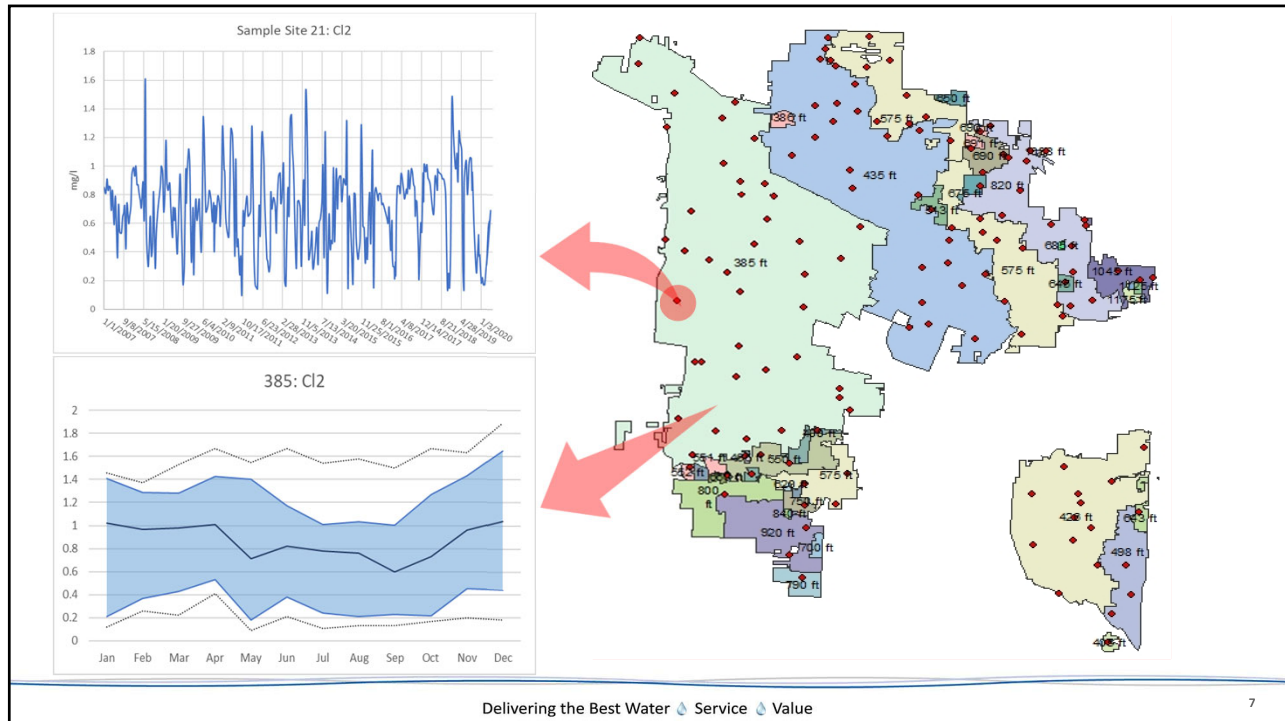 Sample Site 21: Cl2
1.8
1.6
1.4
1.2
1
0.8
0.6
0.4
0.2
0
mg/l
1/1/2007
9/8/2007
5/15/2008
1/20/2009
9/27/2009
6/4/2010
2/9/2011
10/17/2011
6/23/2012
2/28/2013
11/5/2013
7/13/2014
3/20/2015
11/25/2015
8/1/2016
4/8/2017
12/14/2017
8/21/2018
4/28/2019
1/3/2020
385: Cl2
2
1.8
1.6
1.4
1.2
1
0.8
0.6
0.4
0.2
0
Jan Feb Mar Apr May Jun Jul Aug Sep Oct Nov Dec
386 ft
575 ft
435 ft
690 ft
820 ft
385 ft
575 ft
1045 ft
1175 ft
575 ft
800 ft
920 ft
700 ft
790 ft
498 ft
Delivering the Best Water Service Value
7